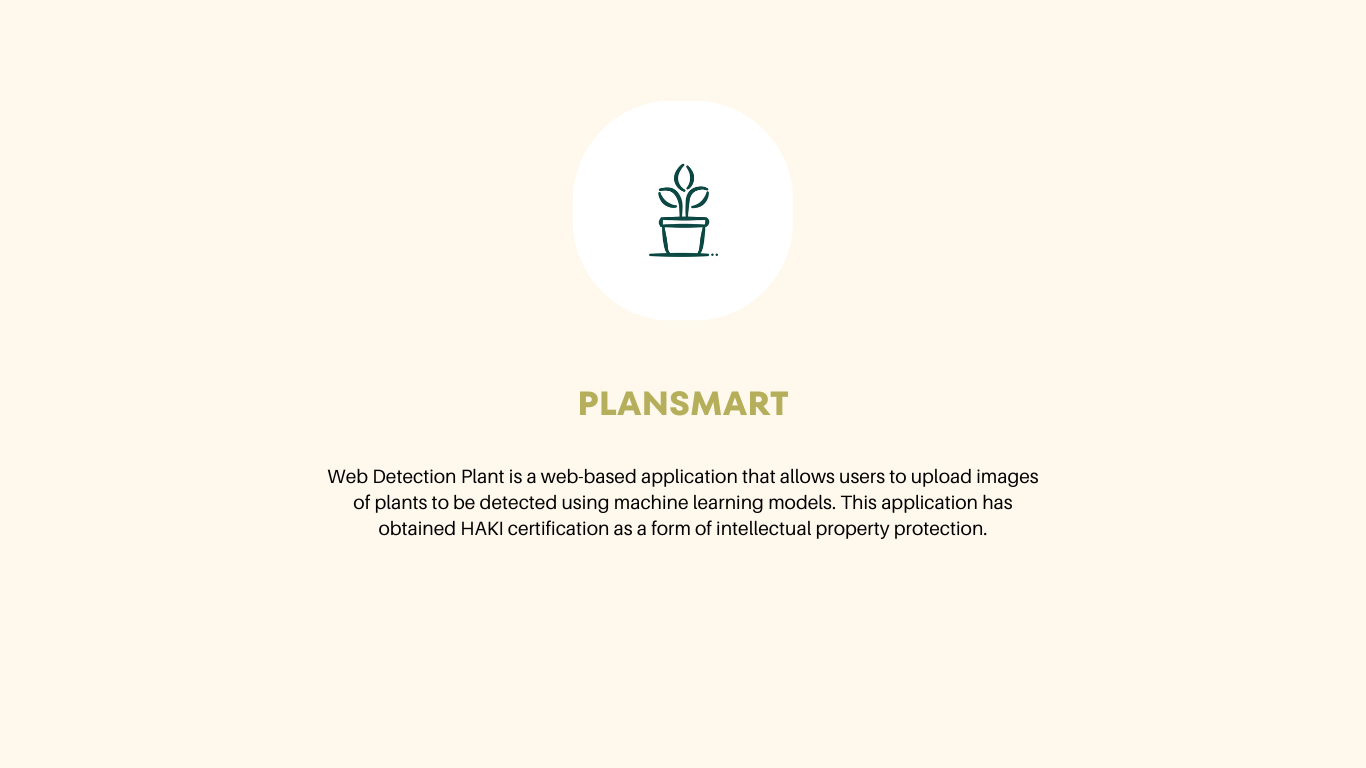 PLANSMART
Web Detection Plant is a web-based application that allows users to upload images
of plants to be detected using machine learning models. This application has
obtained HAKI certification as a form of intellectual property protection.